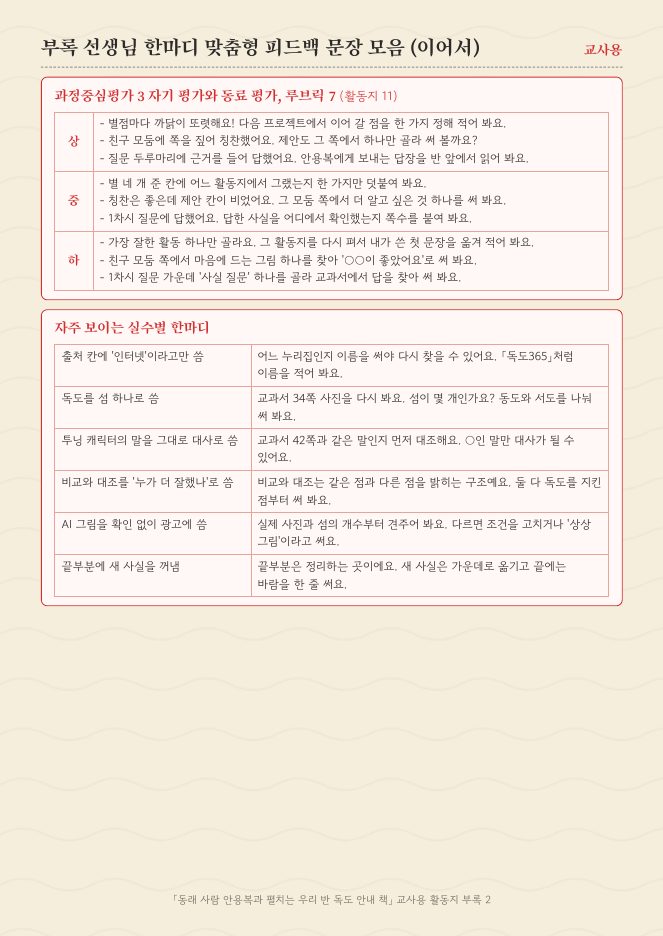 부록 선생님 한마디 맞춤형 피드백 문장 모음 (이어서)
교사용
과정중심평가 3 자기 평가와 동료 평가, 루브릭 7 (활동지 11)
상
- 별점마다 까닭이 또렷해요! 다음 프로젝트에서 이어 갈 점을 한 가지 정해 적어 봐요.
- 친구 모둠에 쪽을 짚어 칭찬했어요. 제안도 그 쪽에서 하나만 골라 써 볼까요?
- 질문 두루마리에 근거를 들어 답했어요. 안용복에게 보내는 답장을 반 앞에서 읽어 봐요.
중
- 별 네 개 준 칸에 어느 활동지에서 그랬는지 한 가지만 덧붙여 봐요.
- 칭찬은 좋은데 제안 칸이 비었어요. 그 모둠 쪽에서 더 알고 싶은 것 하나를 써 봐요.
- 1차시 질문에 답했어요. 답한 사실을 어디에서 확인했는지 쪽수를 붙여 봐요.
하
- 가장 잘한 활동 하나만 골라요. 그 활동지를 다시 펴서 내가 쓴 첫 문장을 옮겨 적어 봐요.
- 친구 모둠 쪽에서 마음에 드는 그림 하나를 찾아 '○○이 좋았어요'로 써 봐요.
- 1차시 질문 가운데 '사실 질문' 하나를 골라 교과서에서 답을 찾아 써 봐요.
자주 보이는 실수별 한마디
출처 칸에 '인터넷'이라고만 씀
어느 누리집인지 이름을 써야 다시 찾을 수 있어요. 「독도365」처럼
이름을 적어 봐요.
독도를 섬 하나로 씀
교과서 34쪽 사진을 다시 봐요. 섬이 몇 개인가요? 동도와 서도를 나눠
써 봐요.
투닝 캐릭터의 말을 그대로 대사로 씀
교과서 42쪽과 같은 말인지 먼저 대조해요. ○인 말만 대사가 될 수
있어요.
비교와 대조를 '누가 더 잘했나'로 씀
비교와 대조는 같은 점과 다른 점을 밝히는 구조예요. 둘 다 독도를 지킨
점부터 써 봐요.
AI 그림을 확인 없이 광고에 씀
실제 사진과 섬의 개수부터 견주어 봐요. 다르면 조건을 고치거나 '상상
그림'이라고 써요.
끝부분에 새 사실을 꺼냄
끝부분은 정리하는 곳이에요. 새 사실은 가운데로 옮기고 끝에는
바람을 한 줄 써요.
「동래 사람 안용복과 펼치는 우리 반 독도 안내 책」 교사용 활동지 부록 2